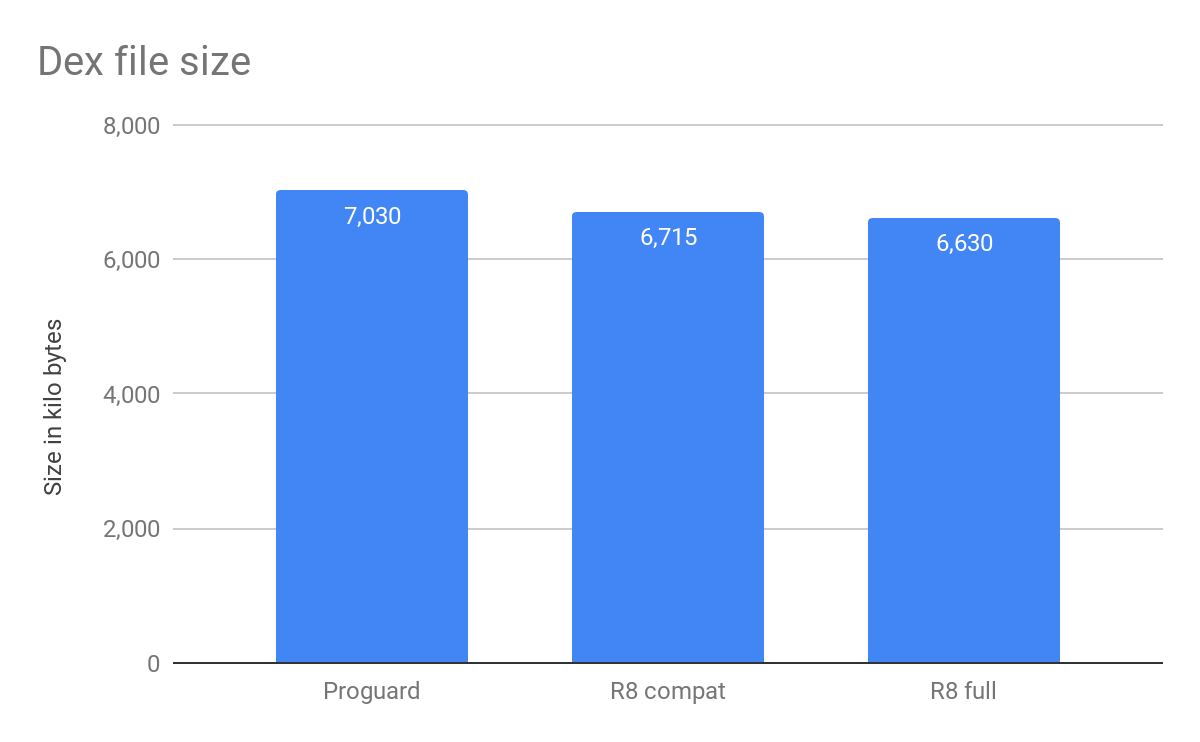 Dex file size
8,000
6,000
4,000
2,000
0
Size in kilo bytes
7,030
6,715
6,630
Proguard
R8 compat
R8 full